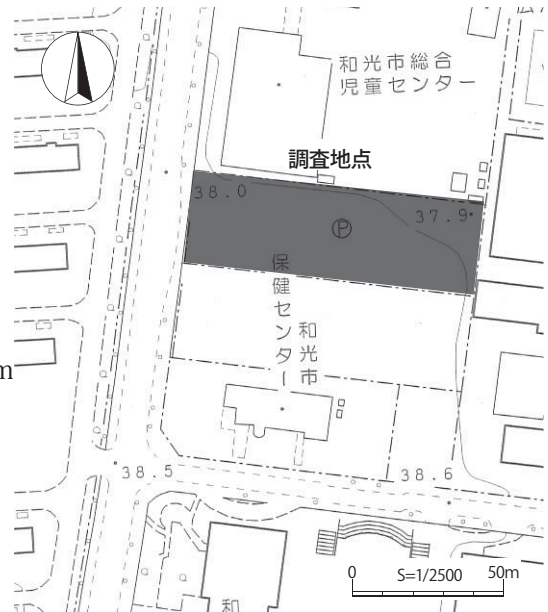 和光市総合
児童センター
調査地点
38.0
37.9
Ⓟ
和光市
保健センター
m
38.5
38.6
0 S=1/2500 50m
和